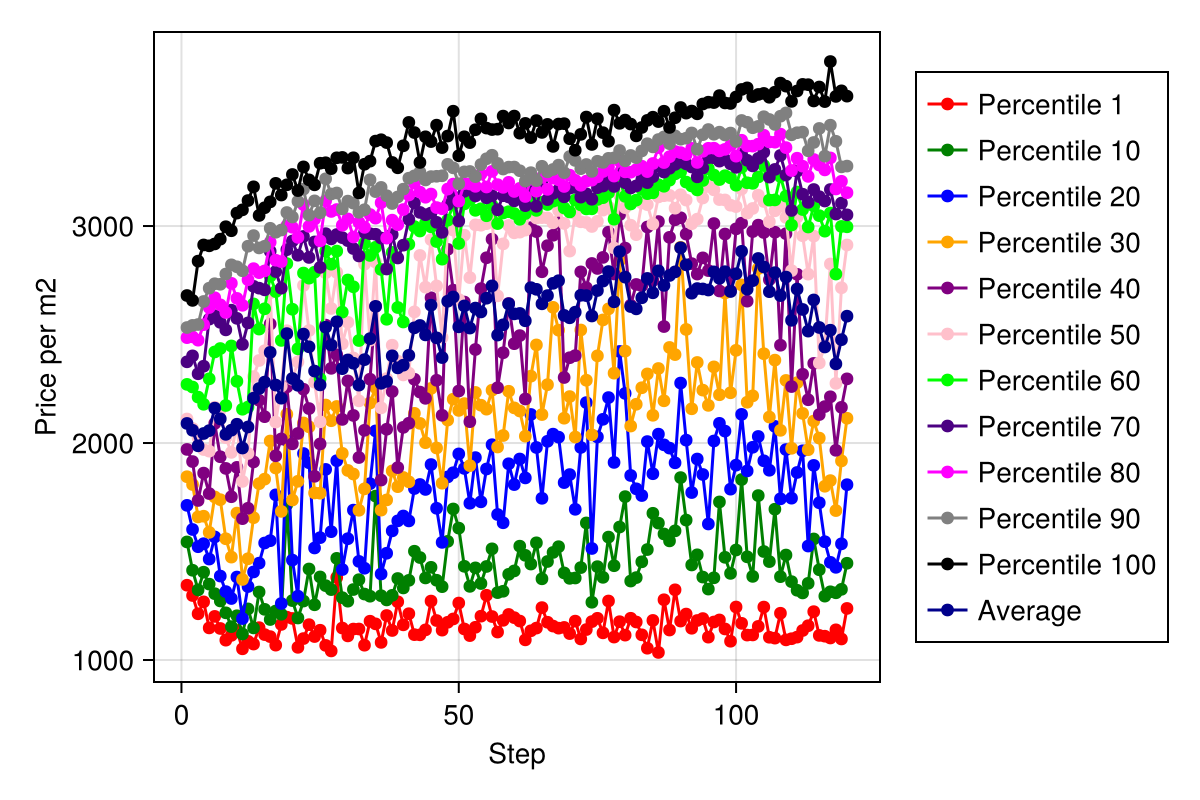 Price per m2
3000
2000
1000
0
50
100
Step
Percentile 1
Percentile 10
Percentile 20
Percentile 30
Percentile 40
Percentile 50
Percentile 60
Percentile 70
Percentile 80
Percentile 90
Percentile 100
Average